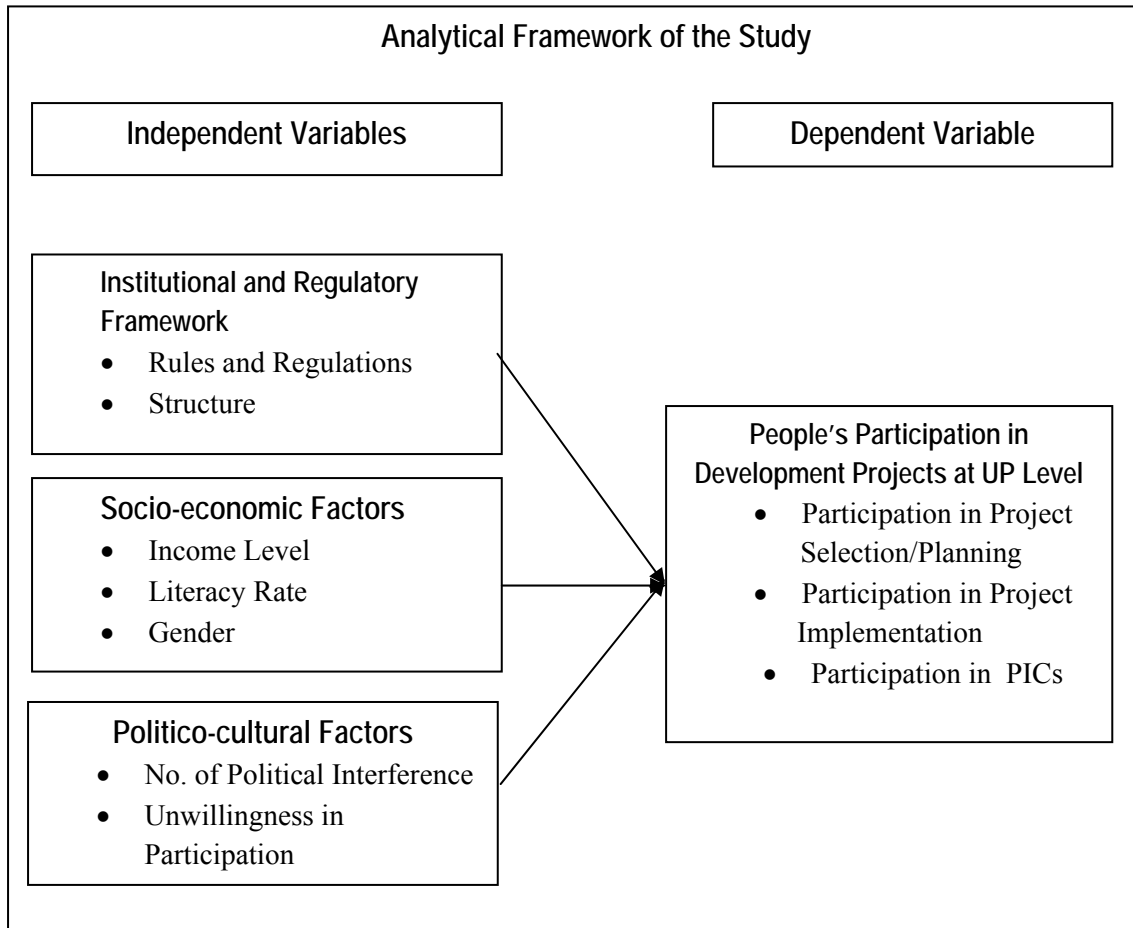 Analytical Framework of the Study
Independent Variables
Dependent Variable
Institutional and Regulatory
Framework
• Rules and Regulations
• Structure
Socio-economic Factors
• Income Level
• Literacy Rate
• Gender
Politico-cultural Factors
• No. of Political Interference
• Unwillingness in
Participation
People's Participation in
Development Projects at UP Level
• Participation in Project
Selection/Planning
• Participation in Project
Implementation
• Participation in PICs